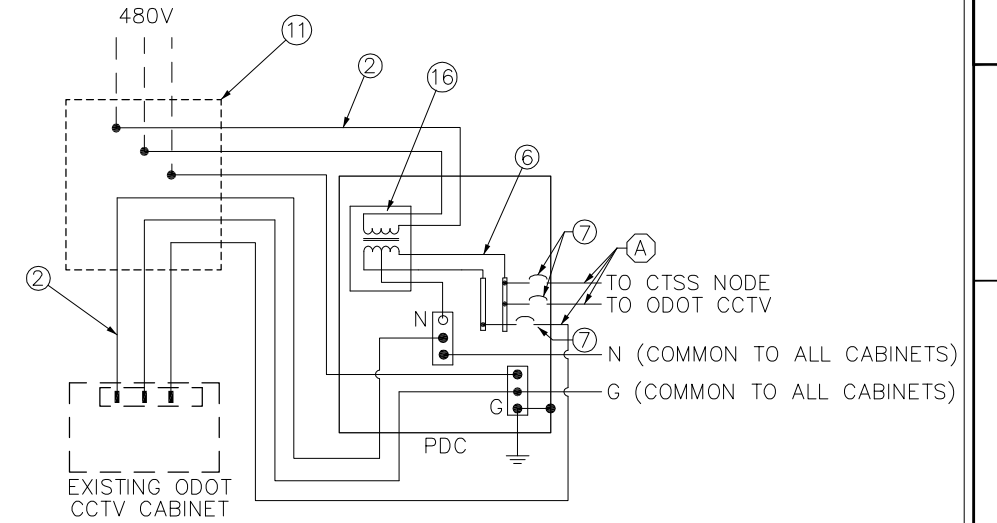 480V
11
2
16
6
7
A
TO CTSS NODE
TO ODOT CCTV
2
N
7
N (COMMON TO ALL CABINETS)
G (COMMON TO ALL CABINETS)
G
PDC
EXISTING ODOT
CCTV CABINET